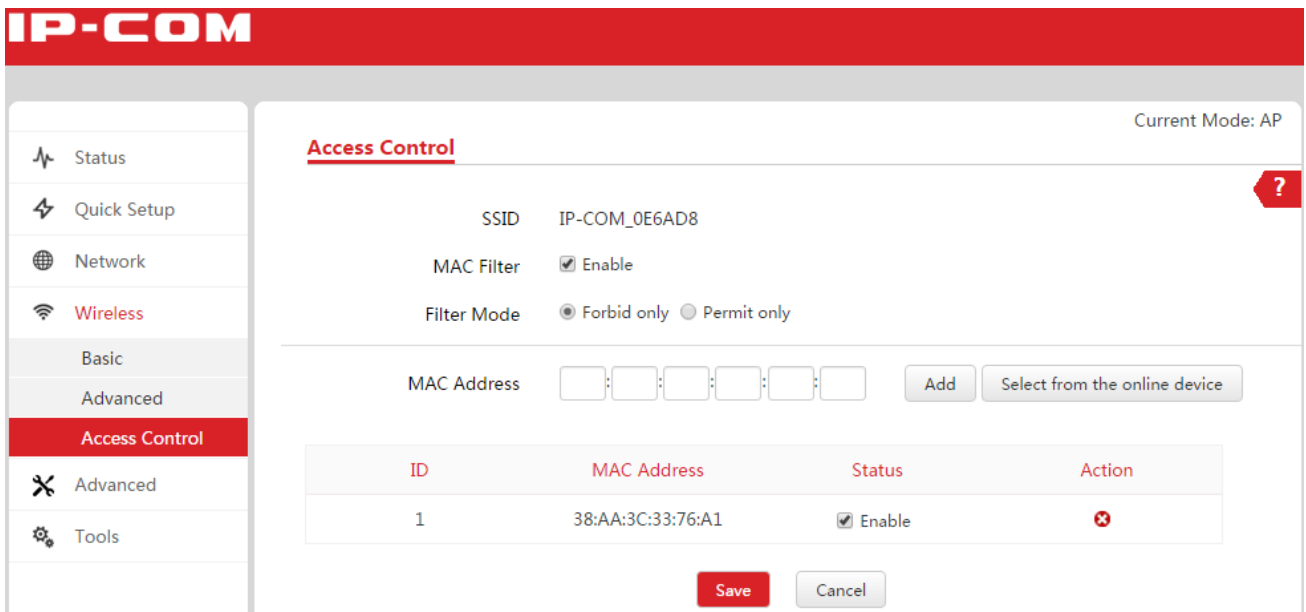 IP-COM
Current Mode: AP
Status
Quick Setup
Network
Wireless
Basic
Advanced
Access Control
Advanced
Tools
Access Control
?
SSID IP-COM_0E6AD8
MAC Filter Enable
Filter Mode Forbid only Permit only
MAC Address : : : : : Add Select from the online device
ID MAC Address Status Action
1 38:AA:3C:33:76:A1 Enable
Save Cancel